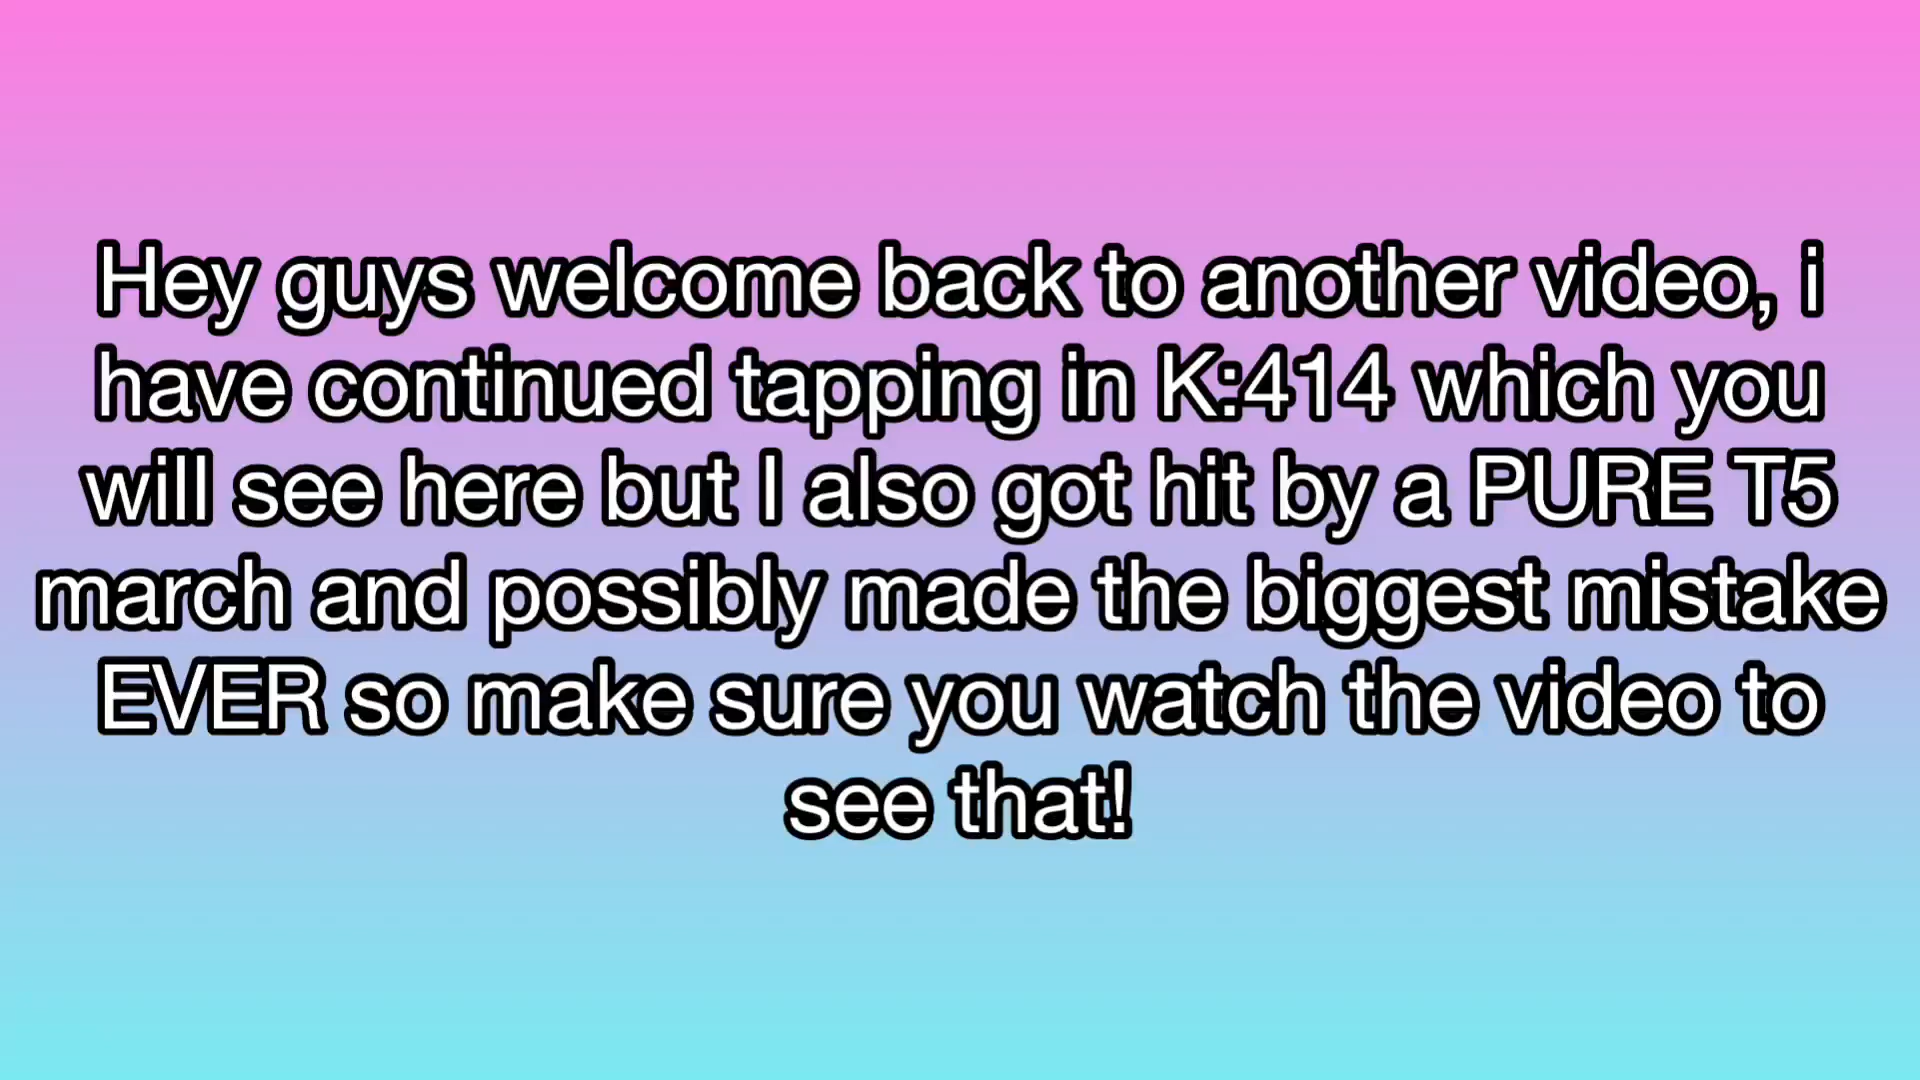 Hey guys welcome back to another video, i
have continued tapping in K:414 which you
will see here but I also got hit by a PURE T5
march and possibly made the biggest mistake
EVER so make sure you watch the video to
see that!